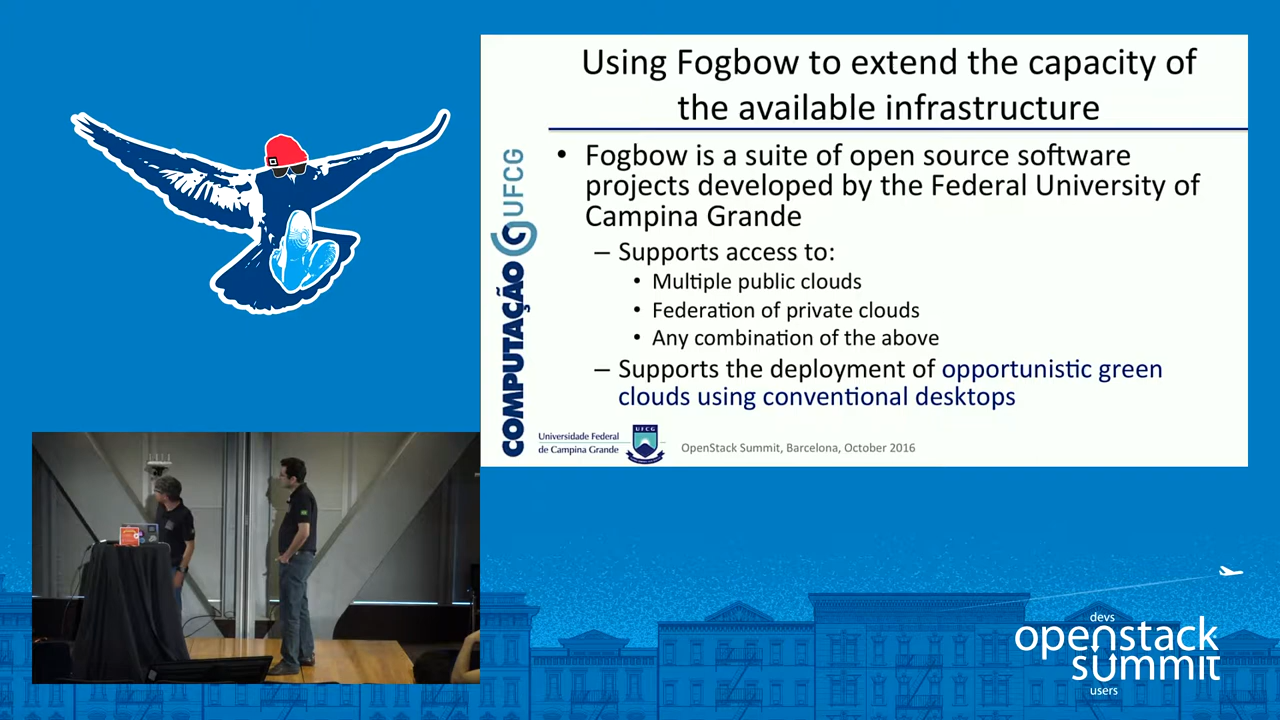 Using Fogbow to extend the capacity of
the available infrastructure
• Fogbow is a suite of open source software
projects developed by the Federal University of
Campina Grande
– Supports access to:
• Multiple public clouds
• Federation of private clouds
• Any combination of the above
– Supports the deployment of opportunistic green
clouds using conventional desktops
COMPUTAÇÃO UFCG
Universidade Federal
de Campina Grande
UFCG
OpenStack Summit, Barcelona, October 2016
devs
openstack
summit
users